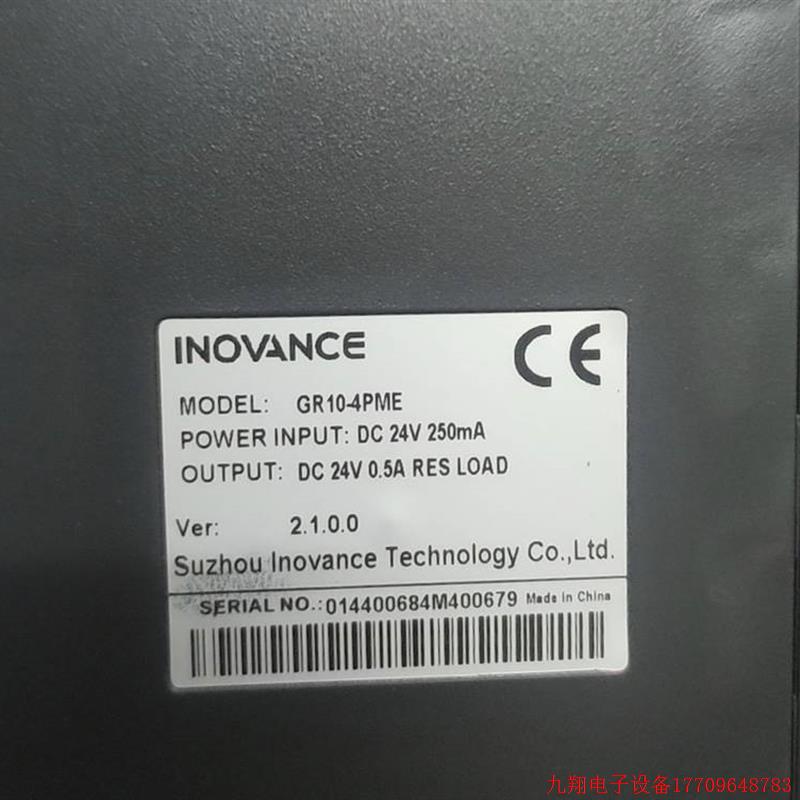 INOVANCE
CE
MODEL: GR10-4PME
POWER INPUT: DC 24V 250mA
OUTPUT: DC 24V 0.5A RES LOAD
Ver: 2.1.0.0
Suzhou Inovance Technology Co.,Ltd.
SERIAL NO.:014400684M400679 Made in China
九翔电子设备17709648783